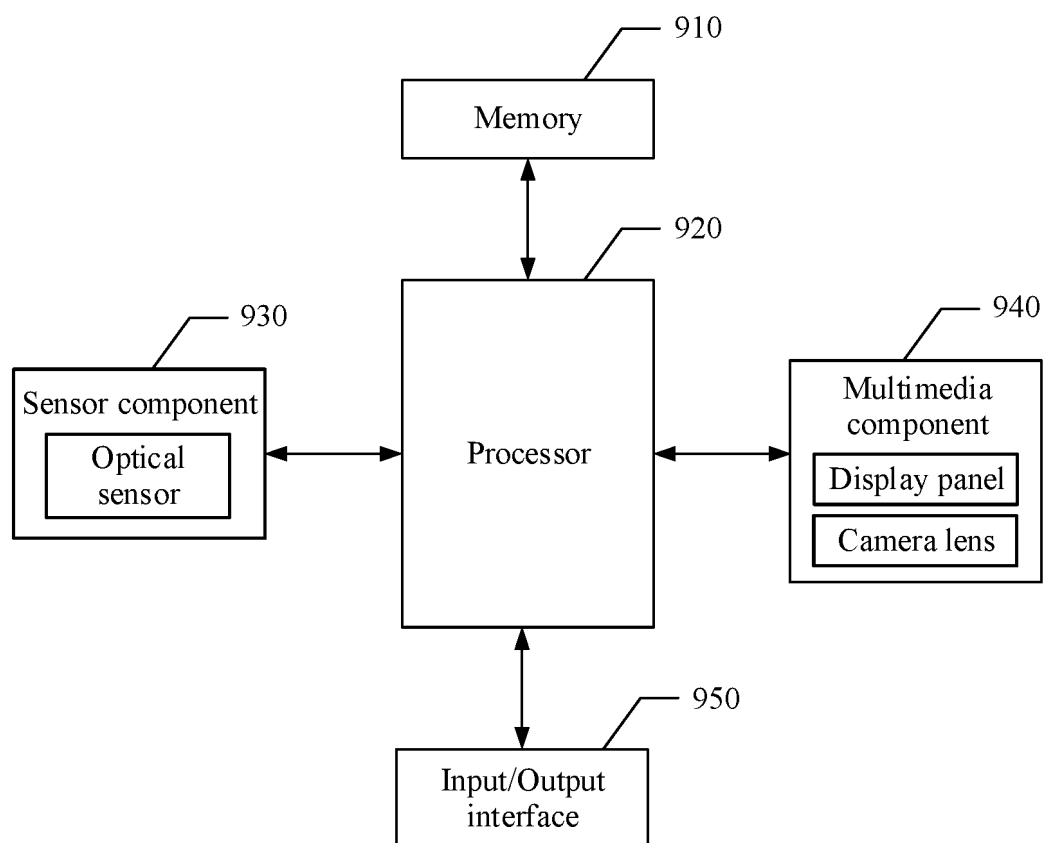 910
Memory
920
Processor
930
Sensor component
Optical
sensor
940
Multimedia
component
Display panel
Camera lens
950
Input/Output
interface